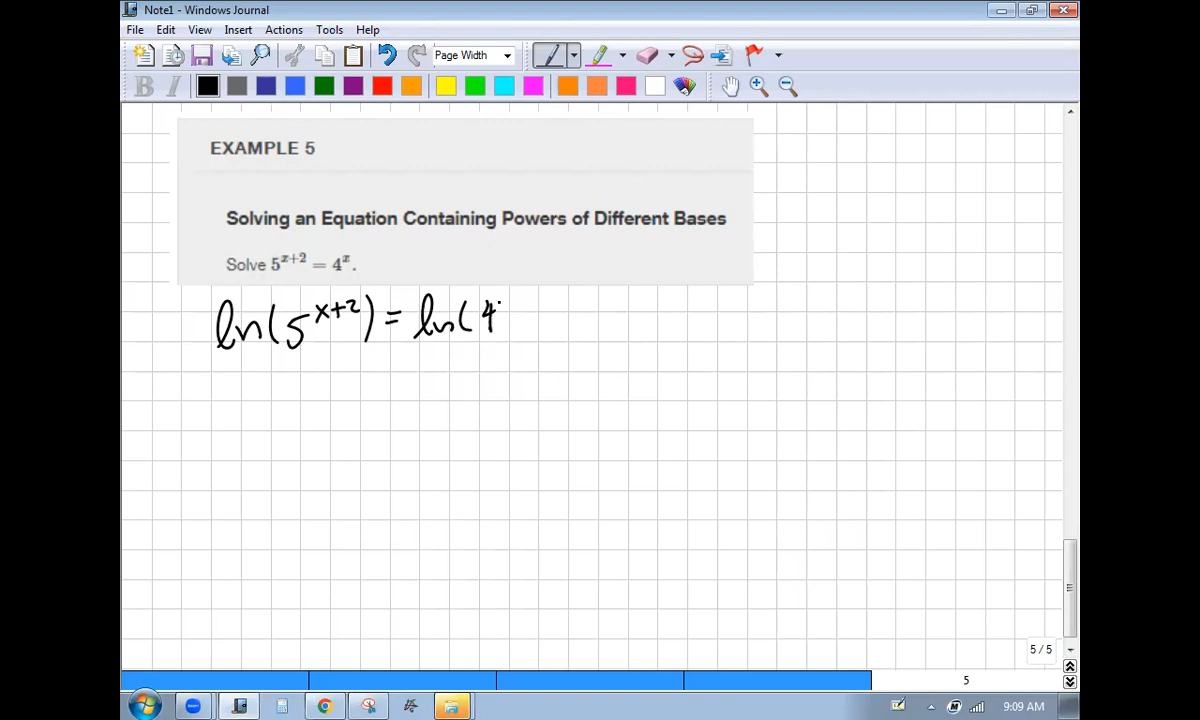 Note1 - Windows Journal
File Edit View Insert Actions Tools Help
Page Width
B I
EXAMPLE 5
Solving an Equation Containing Powers of Different Bases
Solve 5^{x+2} = 4^x.
ln(5^{x+2}) = ln(4
5 / 5
5
9:09 AM